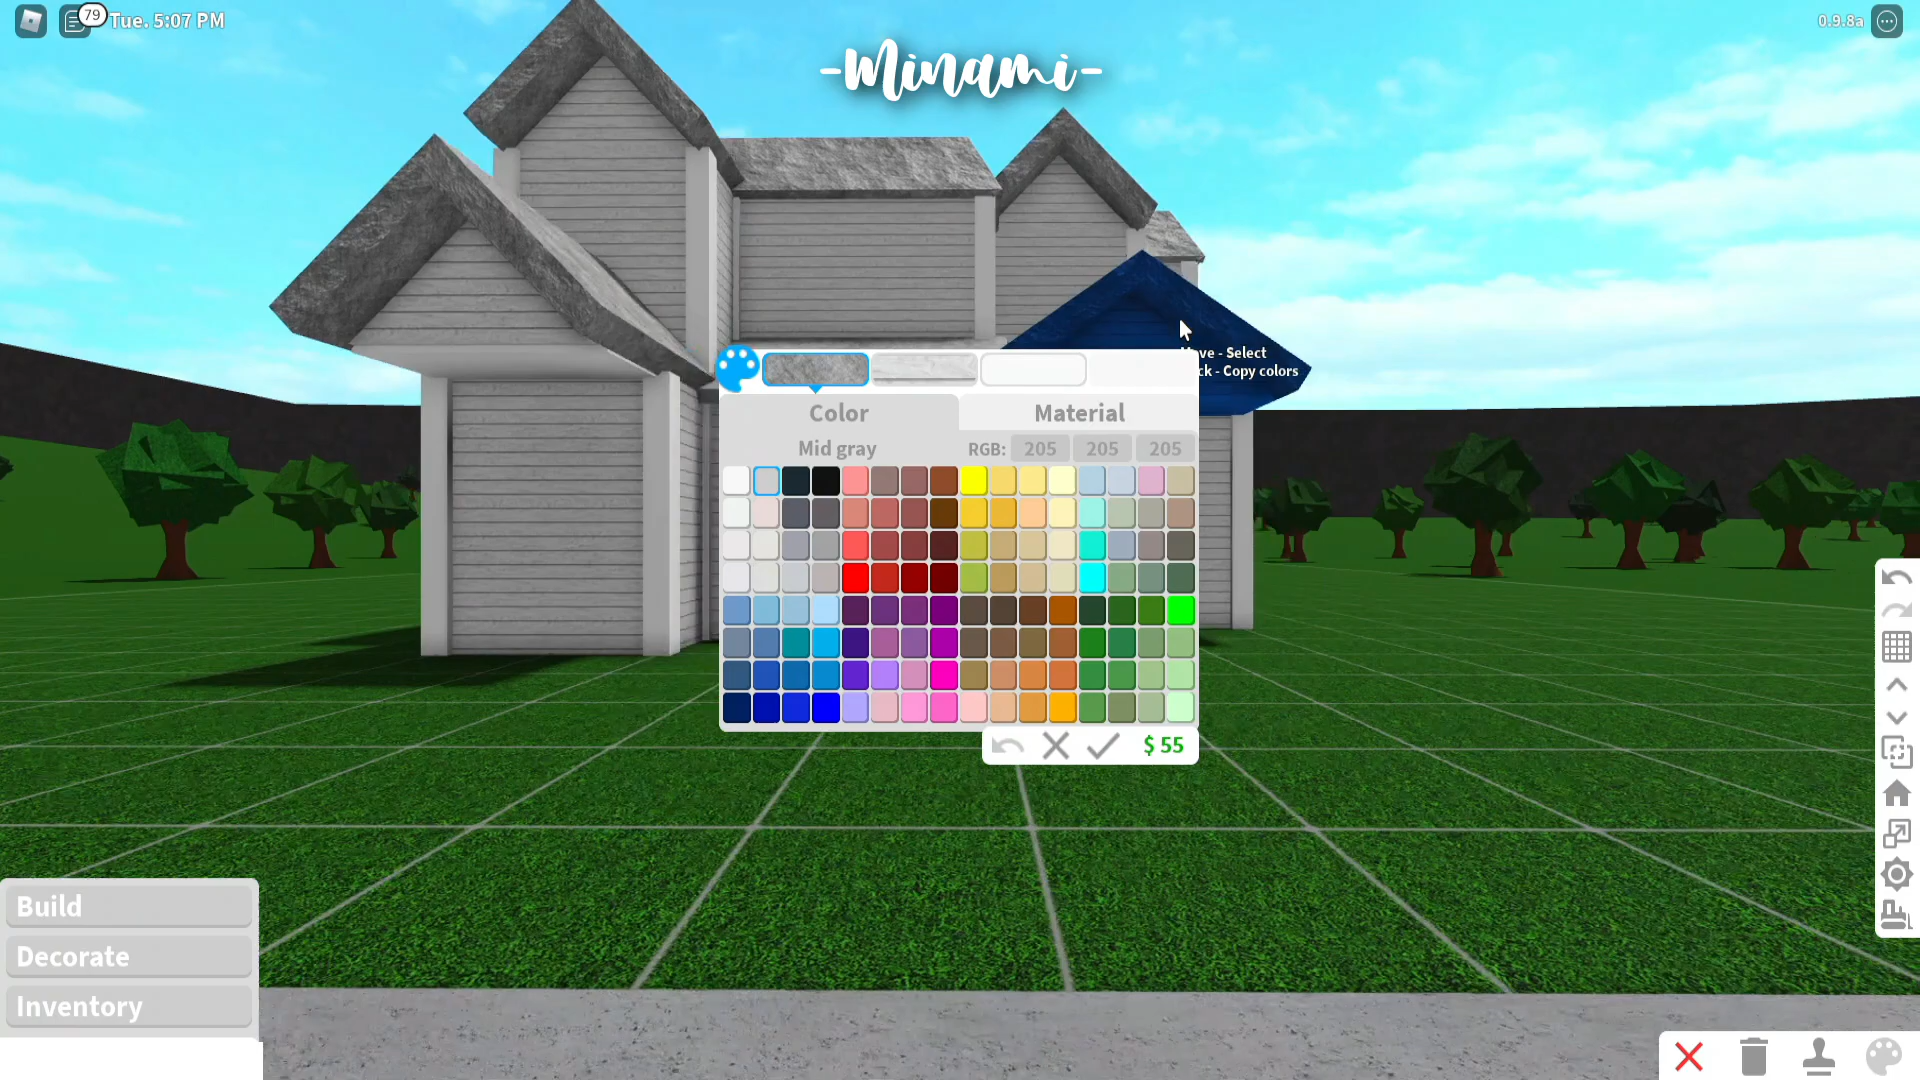 79
Tue. 5:07 PM
0.9.8a
-Minami-
- Select
- Copy colors
Color
Material
Mid gray
RGB: 205 205 205
$ 55
Build
Decorate
Inventory